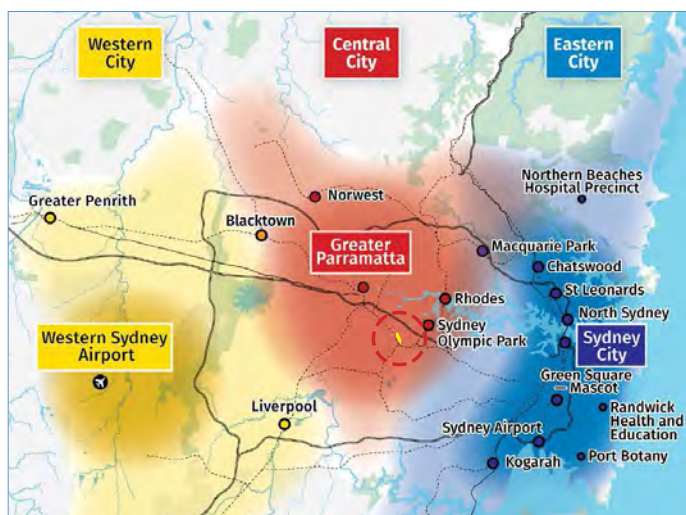 Western
City
Central
City
Eastern
City
Northern Beaches
Hospital Precinct
Norwest
Greater Penrith
Blacktown
Macquarie Park
Greater
Parramatta
Chatswood
St Leonards
Rhodes
North Sydney
Sydney
Olympic Park
Sydney
City
Western Sydney
Airport
Green Square
– Mascot
Liverpool
Randwick
Health and
Education
Sydney Airport
Port Botany
Kogarah